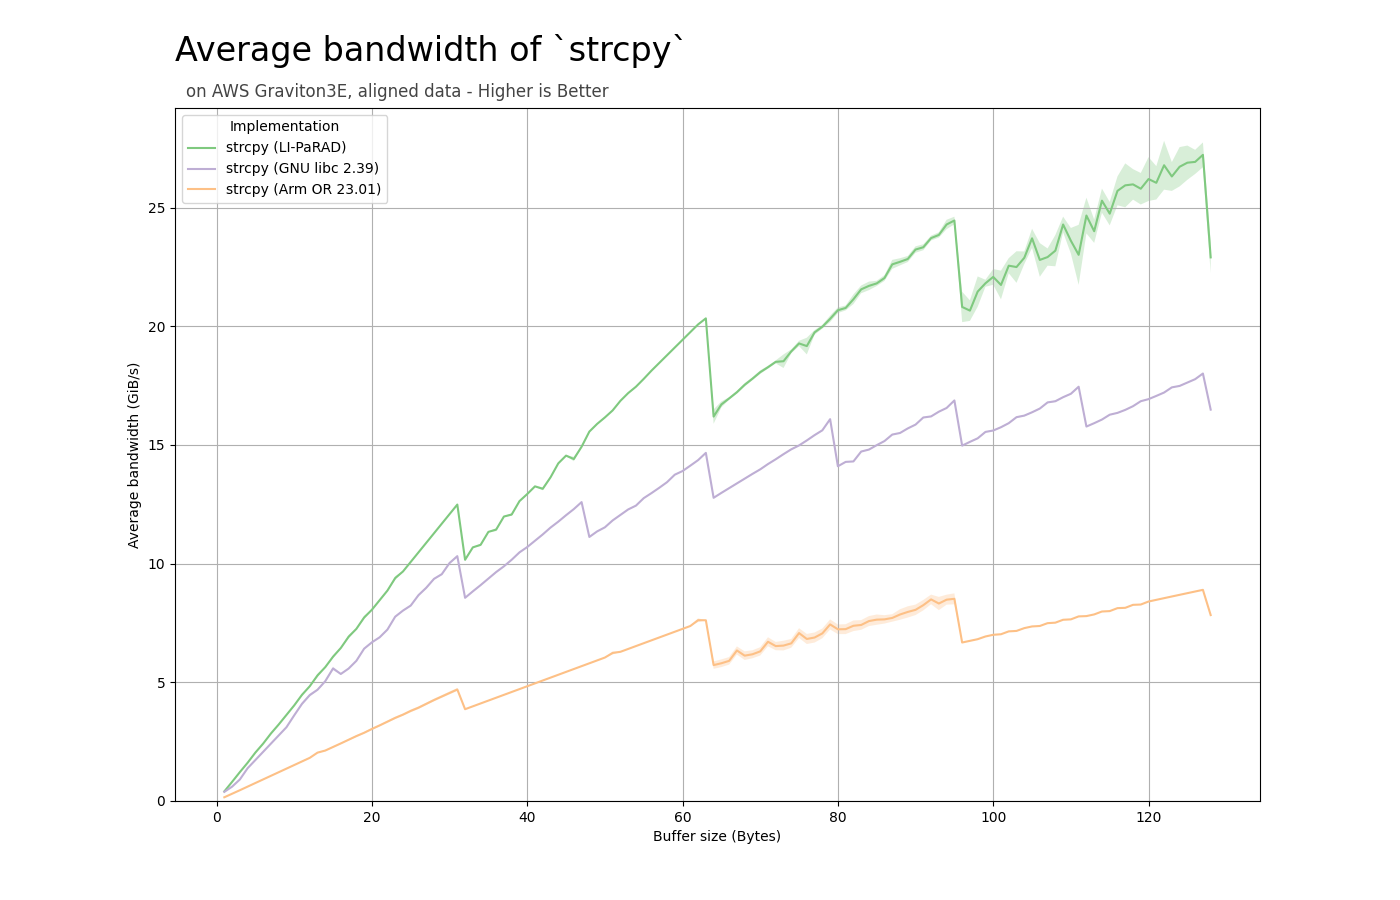 Average bandwidth of `strcpy`
on AWS Graviton3E, aligned data - Higher is Better
Implementation
strcpy (LI-PaRAD)
strcpy (GNU libc 2.39)
strcpy (Arm OR 23.01)
Average bandwidth (GiB/s)
25
20
15
10
5
0
0 20 40 60 80 100 120
Buffer size (Bytes)